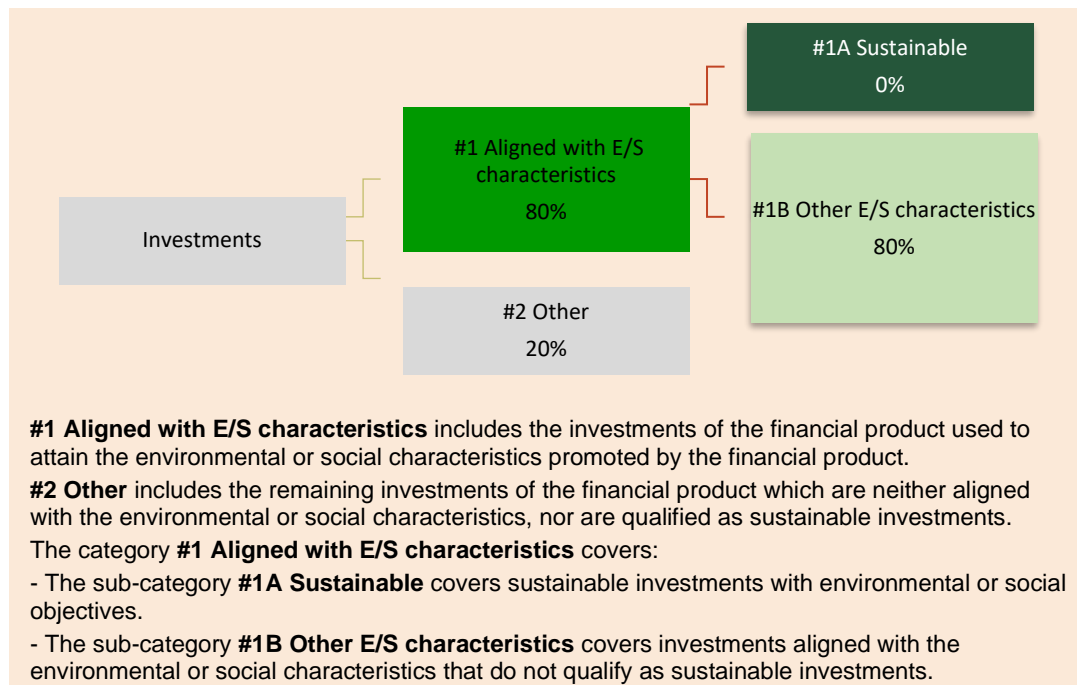 #1A Sustainable
0%
#1 Aligned with E/S
characteristics
80%
#1B Other E/S characteristics
80%
Investments
#2 Other
20%
#1 Aligned with E/S characteristics includes the investments of the financial product used to
attain the environmental or social characteristics promoted by the financial product.
#2 Other includes the remaining investments of the financial product which are neither aligned
with the environmental or social characteristics, nor are qualified as sustainable investments.
The category #1 Aligned with E/S characteristics covers:
- The sub-category #1A Sustainable covers sustainable investments with environmental or social
objectives.
- The sub-category #1B Other E/S characteristics covers investments aligned with the
environmental or social characteristics that do not qualify as sustainable investments.